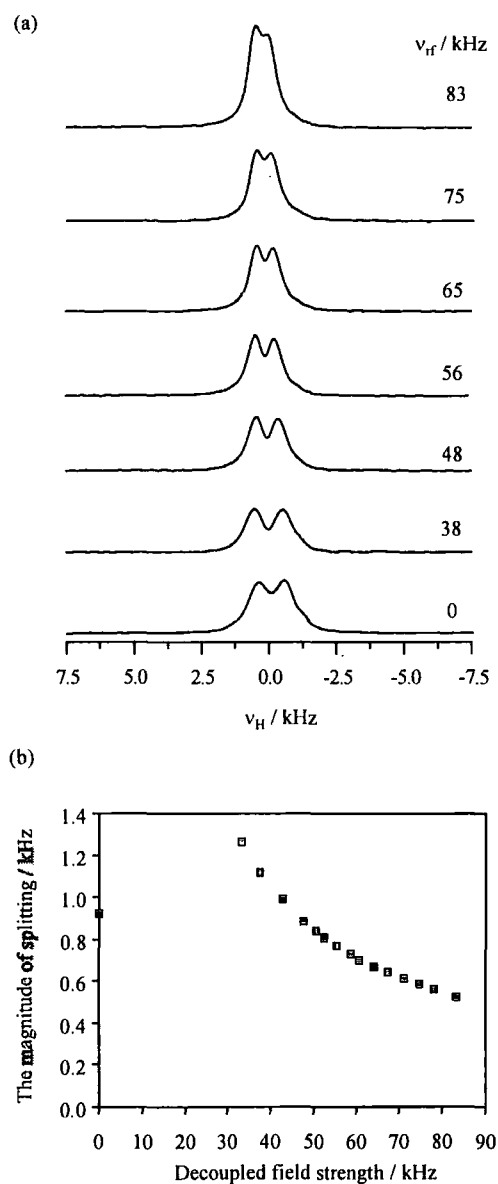 (a)
νrf / kHz
83
75
65
56
48
38
0
7.5 5.0 2.5 0.0 -2.5 -5.0 -7.5
νH / kHz
(b)
The magnitude of splitting / kHz
1.4
1.2
1.0
0.8
0.6
0.4
0.2
0.0
0 10 20 30 40 50 60 70 80 90
Decoupled field strength / kHz